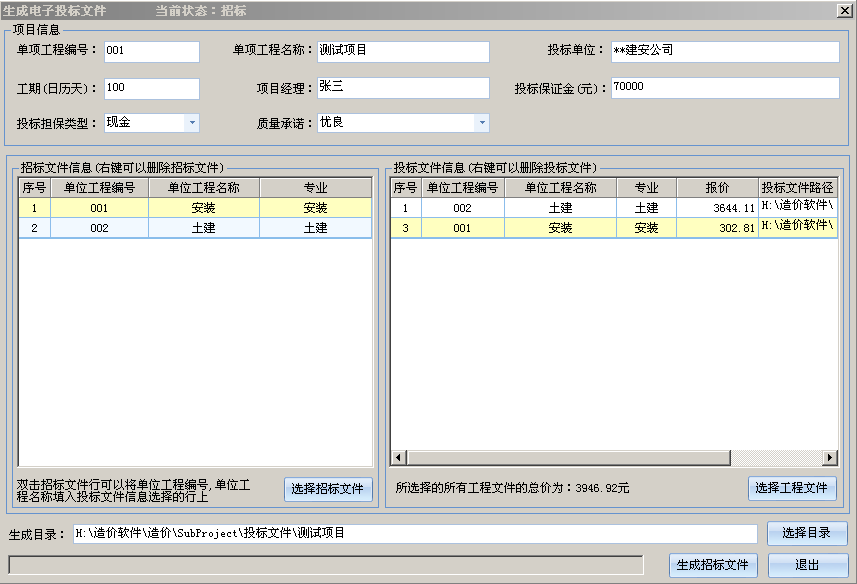 生成电子投标文件 当前状态：招标
项目信息
单项工程编号： 001 单项工程名称： 测试项目 投标单位： **建安公司
工期(日历天)： 100 项目经理： 张三 投标保证金(元)： 70000
投标担保类型： 现金 质量承诺： 优良
招标文件信息(右键可以删除招标文件)
序号 单位工程编号 单位工程名称 专业
1 001 安装 安装
2 002 土建 土建
双击招标文件行可以将单位工程编号,单位工
程名称填入投标文件信息选择的行上
选择招标文件
投标文件信息(右键可以删除投标文件)
序号 单位工程编号 单位工程名称 专业 报价 投标文件路径
1 002 土建 土建 3644.11 H:\造价软件\
3 001 安装 安装 302.81 H:\造价软件\
所选择的所有工程文件的总价为：3946.92元
选择工程文件
生成目录： H:\造价软件\造价\SubProject\投标文件\测试项目 选择目录
生成招标文件 退出